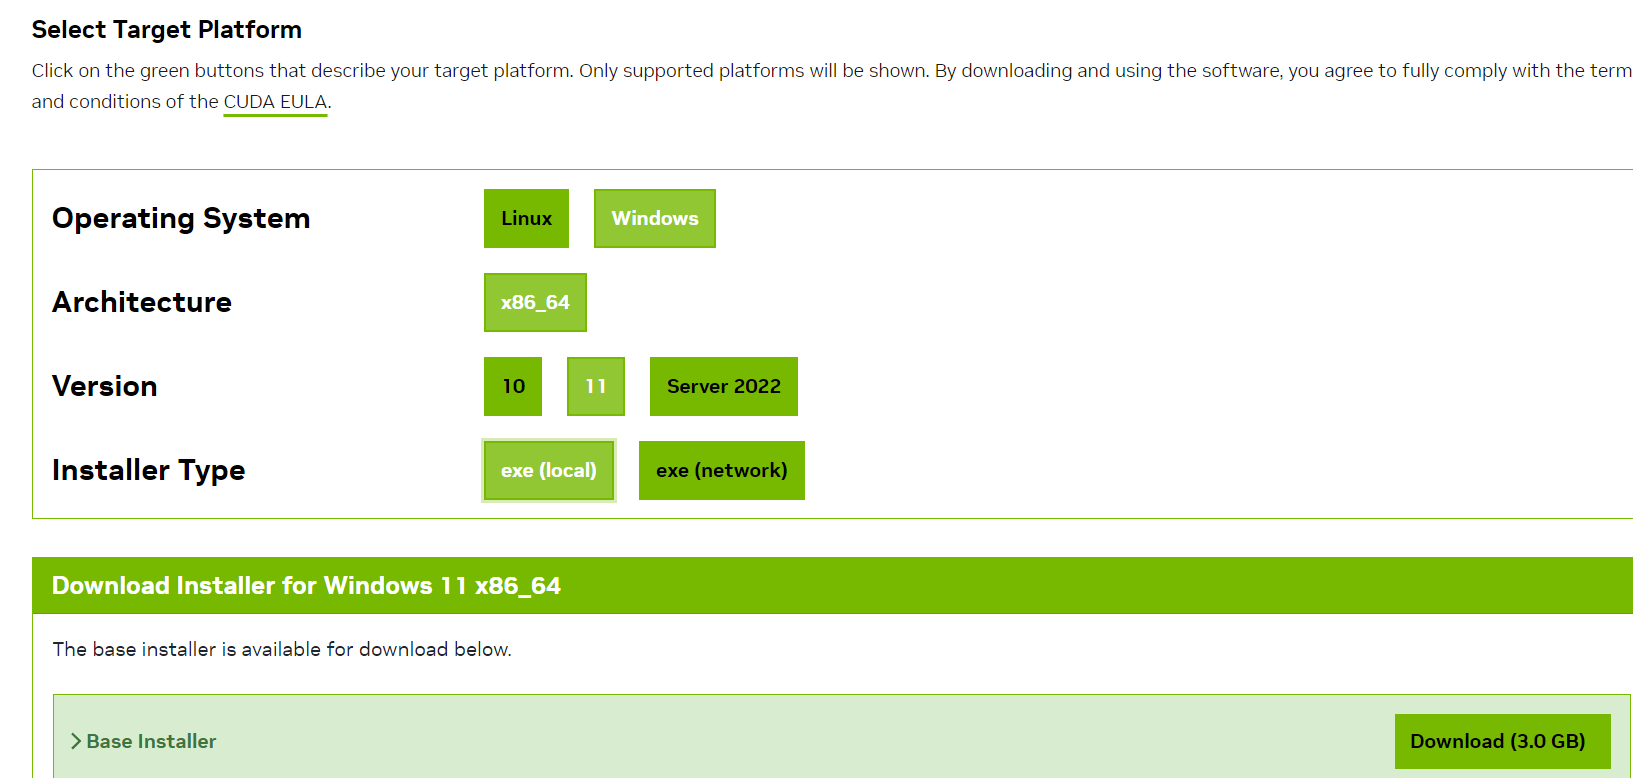 Select Target Platform
Click on the green buttons that describe your target platform. Only supported platforms will be shown. By downloading and using the software, you agree to fully comply with the term
and conditions of the CUDA EULA.
Operating System
Linux
Windows
Architecture
x86_64
Version
10
11
Server 2022
Installer Type
exe (local)
exe (network)
Download Installer for Windows 11 x86_64
The base installer is available for download below.
Base Installer
Download (3.0 GB)